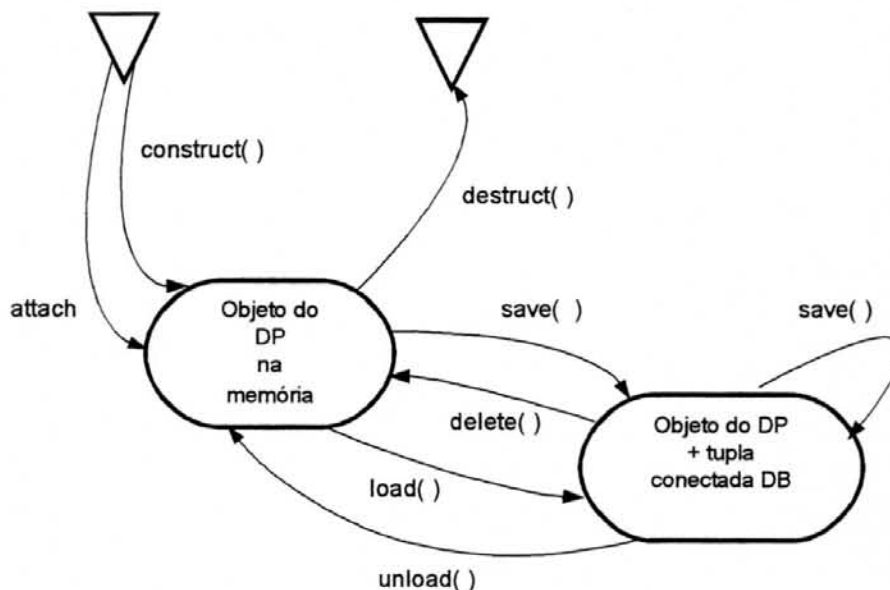 construct( )
destruct( )
attach
Objeto do
DP
na
memória
save( )
save( )
delete( )
Objeto do DP
+ tupla
conectada DB
load( )
unload( )